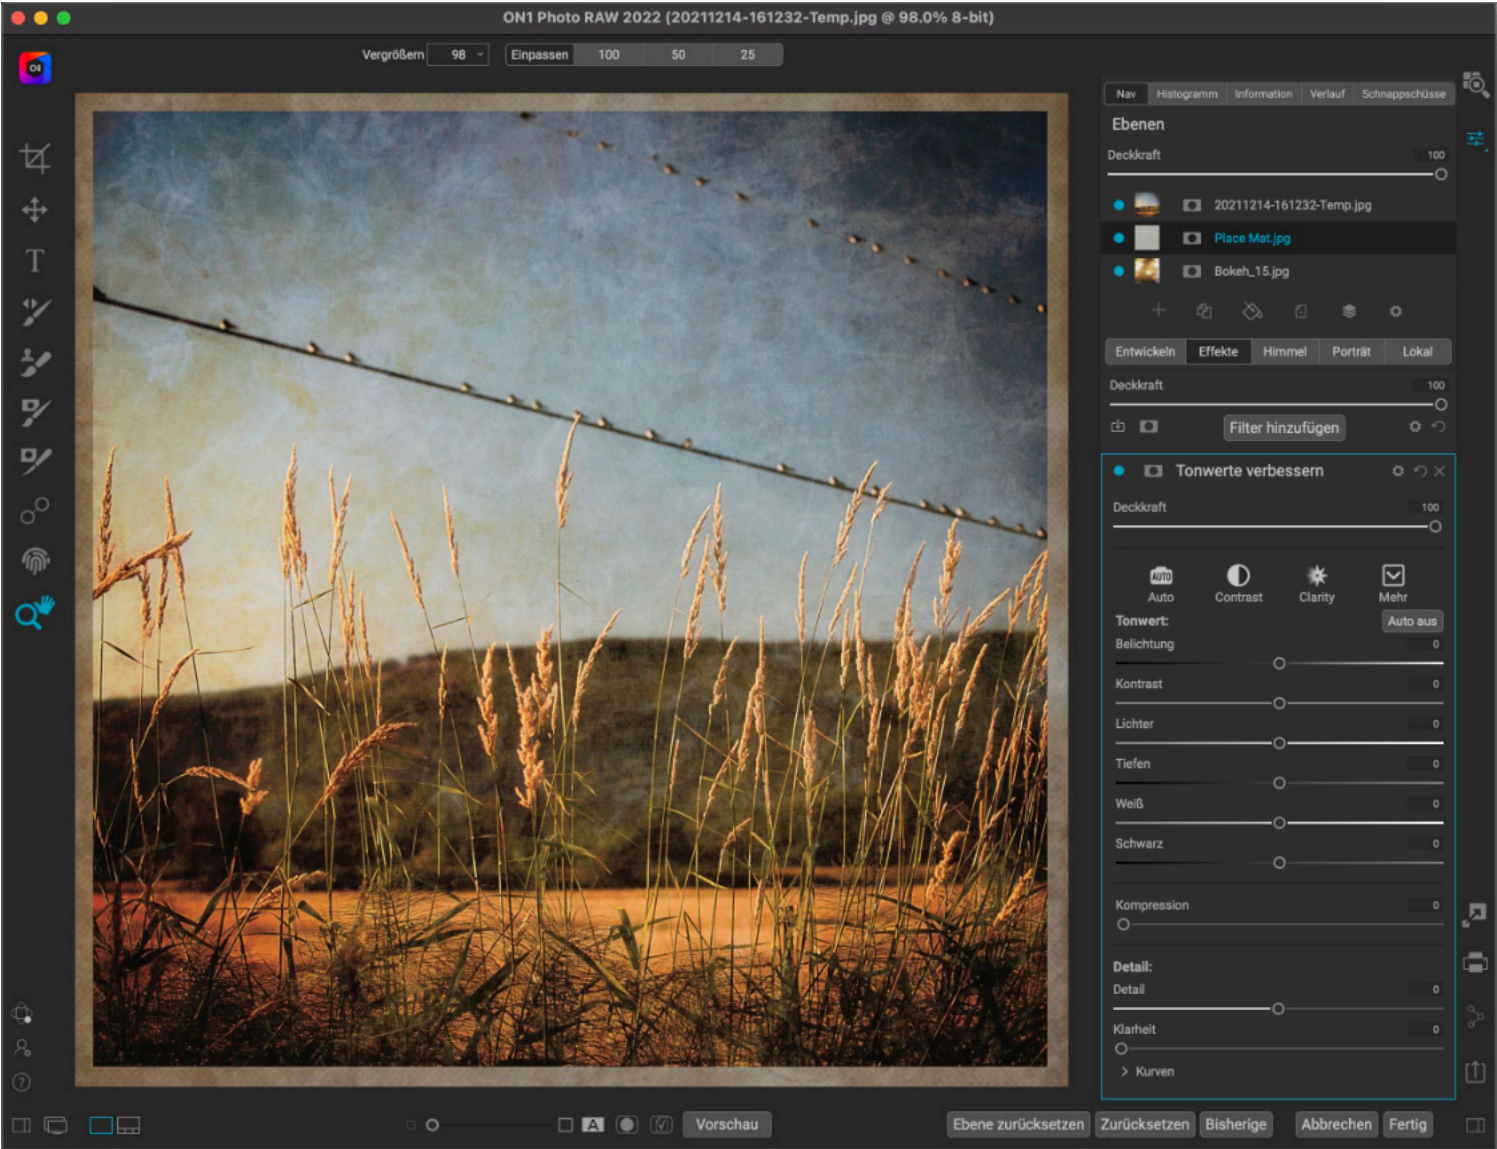 ON1 Photo RAW 2022 (20211214-161232-Temp.jpg @ 98.0% 8-bit)
Vergrößern 98 Einpassen 100 50 25
Nav Histogramm Information Verlauf Schnappschüsse
Ebenen
Deckkraft 100
20211214-161232-Temp.jpg
Place Mat.jpg
Bokeh_15.jpg
Entwickeln Effekte Himmel Porträt Lokal
Deckkraft 100
Filter hinzufügen
Tonwerte verbessern
Deckkraft 100
AUTO
Auto Contrast Clarity Mehr
Tonwert: Auto aus
Belichtung 0
Kontrast 0
Lichter 0
Tiefen 0
Weiß 0
Schwarz 0
Kompression 0
Detail:
Detail 0
Klarheit 0
> Kurven
A Vorschau Ebene zurücksetzen Zurücksetzen Bisherige Abbrechen Fertig